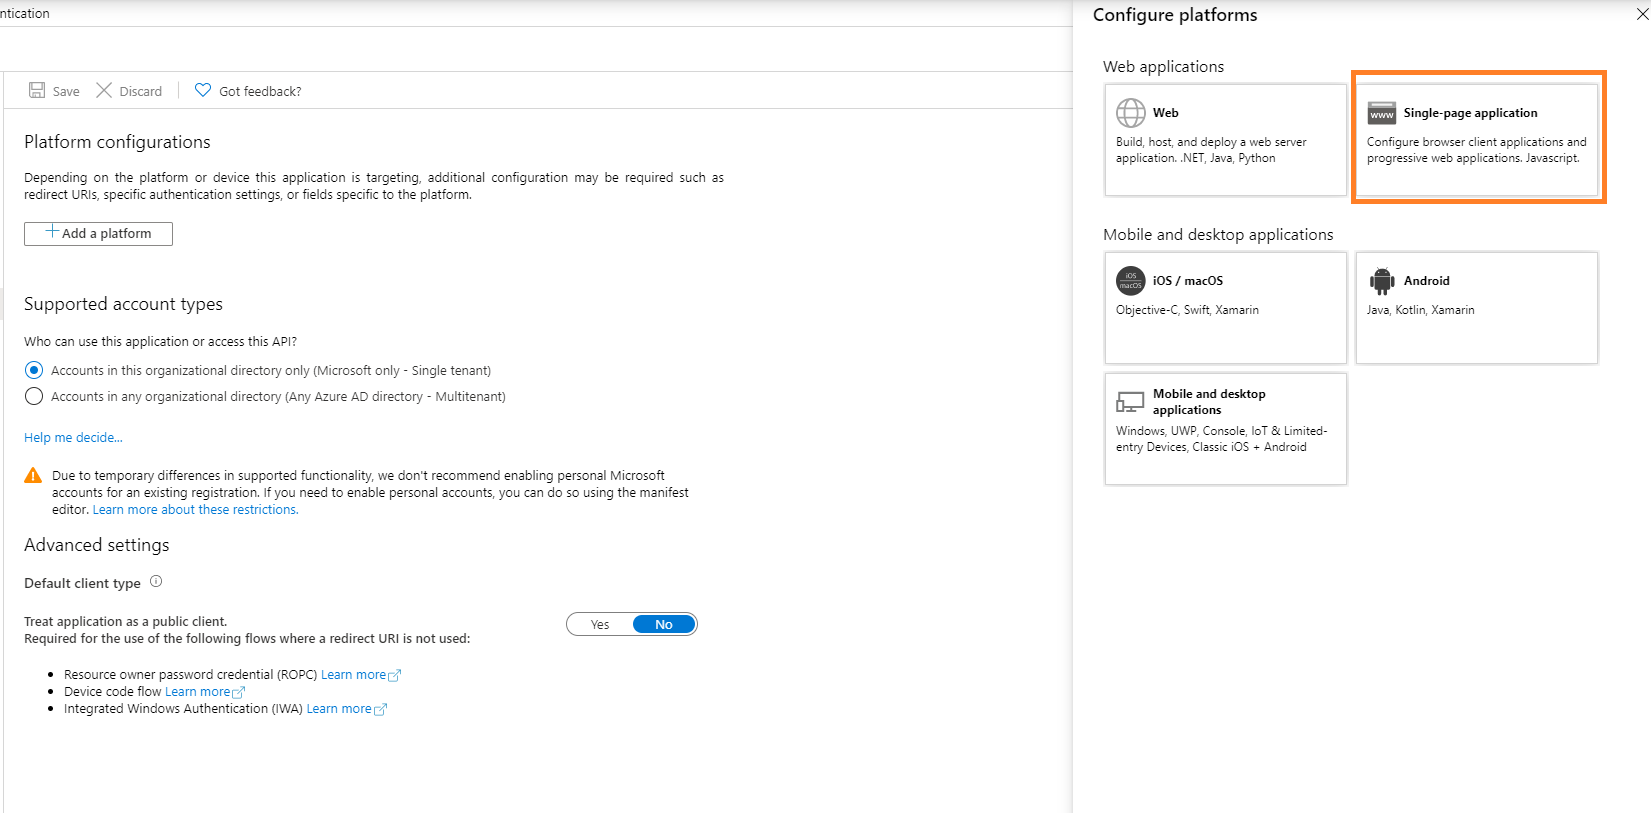 ntication
Save
Discard
Got feedback?
Platform configurations
Depending on the platform or device this application is targeting, additional configuration may be required such as
redirect URIs, specific authentication settings, or fields specific to the platform.
Add a platform
Supported account types
Who can use this application or access this API?
Accounts in this organizational directory only (Microsoft only - Single tenant)
Accounts in any organizational directory (Any Azure AD directory - Multitenant)
Help me decide...
Due to temporary differences in supported functionality, we don't recommend enabling personal Microsoft
accounts for an existing registration. If you need to enable personal accounts, you can do so using the manifest
editor. Learn more about these restrictions.
Advanced settings
Default client type
Treat application as a public client.
Required for the use of the following flows where a redirect URI is not used:
Yes
No
Resource owner password credential (ROPC) Learn more
Device code flow Learn more
Integrated Windows Authentication (IWA) Learn more
Configure platforms
Web applications
Web
Build, host, and deploy a web server
application. .NET, Java, Python
www
Single-page application
Configure browser client applications and
progressive web applications. Javascript.
Mobile and desktop applications
iOS
macOS
iOS / macOS
Objective-C, Swift, Xamarin
Android
Java, Kotlin, Xamarin
Mobile and desktop
applications
Windows, UWP, Console, IoT & Limited-
entry Devices, Classic iOS + Android